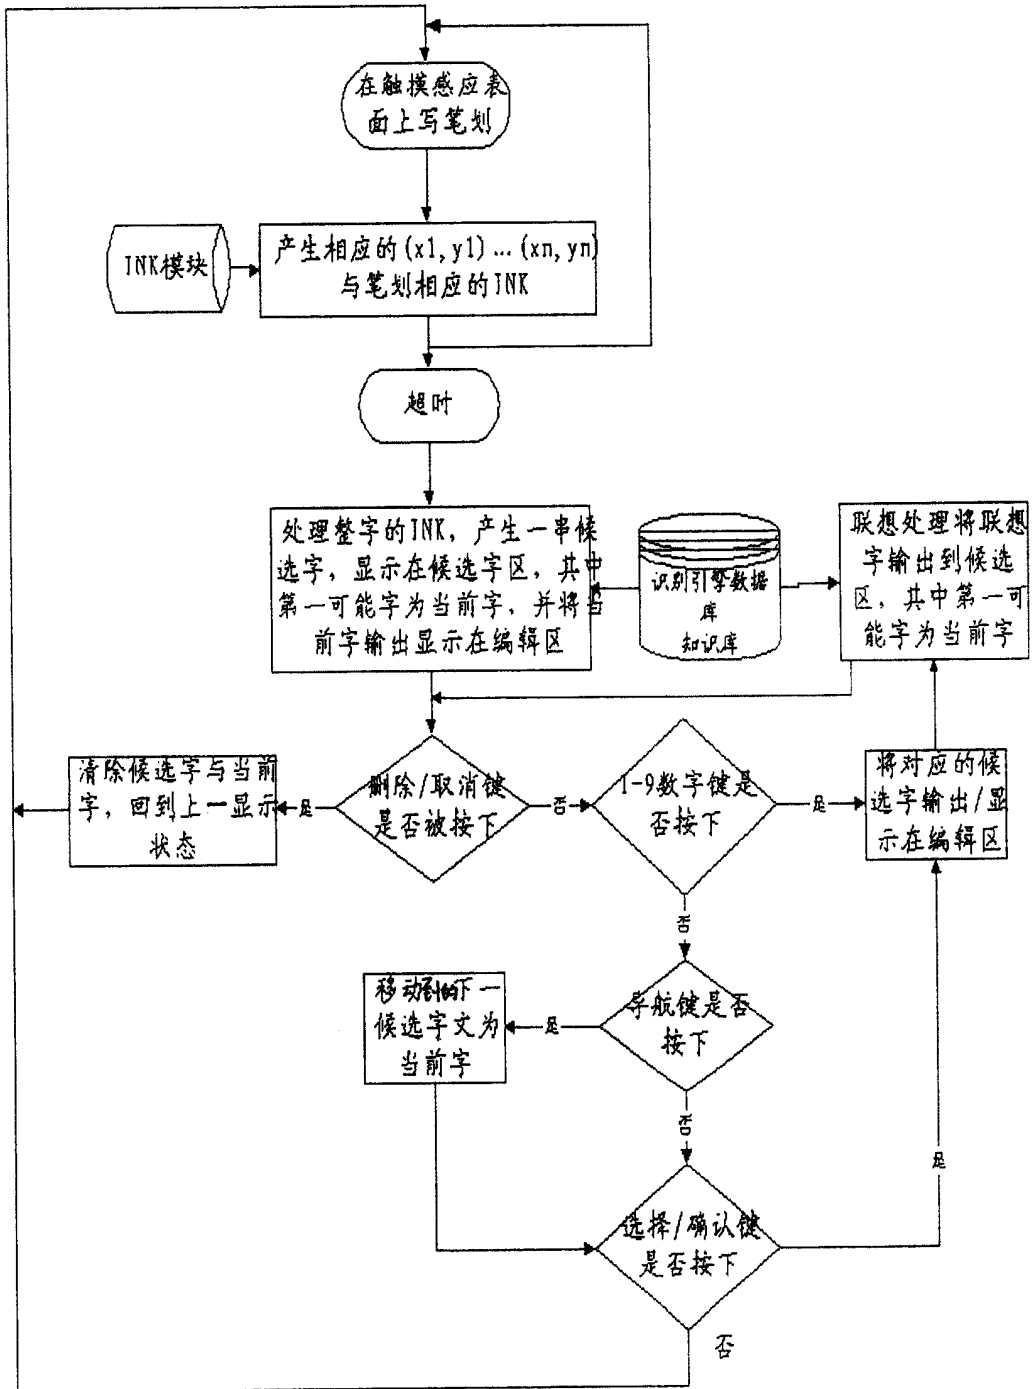 在触摸感应表
面上写笔划
INK模块
产生相应的(x1,y1)...(xn,yn)
与笔划相应的INK
超时
处理整字的INK，产生一串候
选字，显示在候选字区，其中
第一可能字为当前字，并将当
前字输出显示在编辑区
识别引擎数据
库
知识库
联想处理将联想
字输出到候选
区，其中第一可
能字为当前字
清除候选字与当前
字，回到上一显示
状态
是
删除/取消键
是否被按下
否
1-9数字键是
否按下
是
将对应的候
选字输出/显
示在编辑区
否
移动到的下一
候选字文为
当前字
是
导航键是否
按下
否
是
选择/确认键
是否按下
否